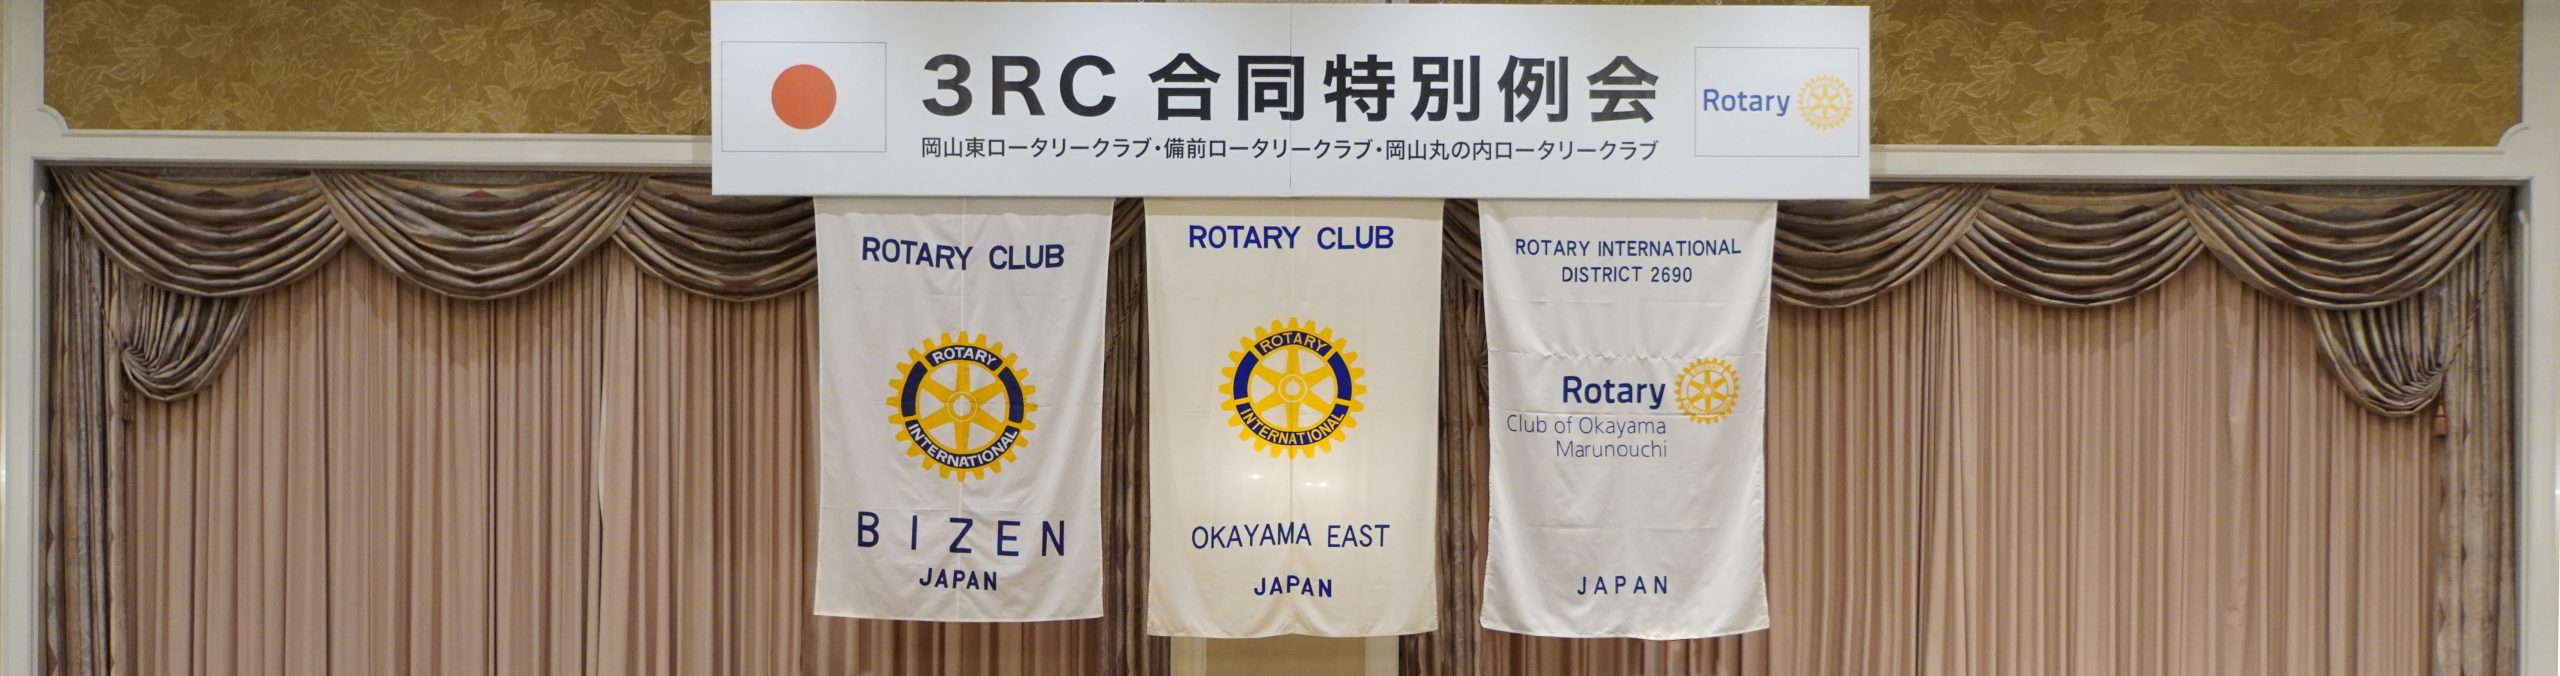 3RC 合同特別例会
岡山東ロータリークラブ・備前ロータリークラブ・岡山丸の内ロータリークラブ
Rotary
ROTARY CLUB
ROTARY
INTERNATIONAL
BIZEN
JAPAN
ROTARY CLUB
ROTARY
INTERNATIONAL
OKAYAMA EAST
JAPAN
ROTARY INTERNATIONAL
DISTRICT 2690
Rotary
Club of Okayama
Marunouchi
JAPAN